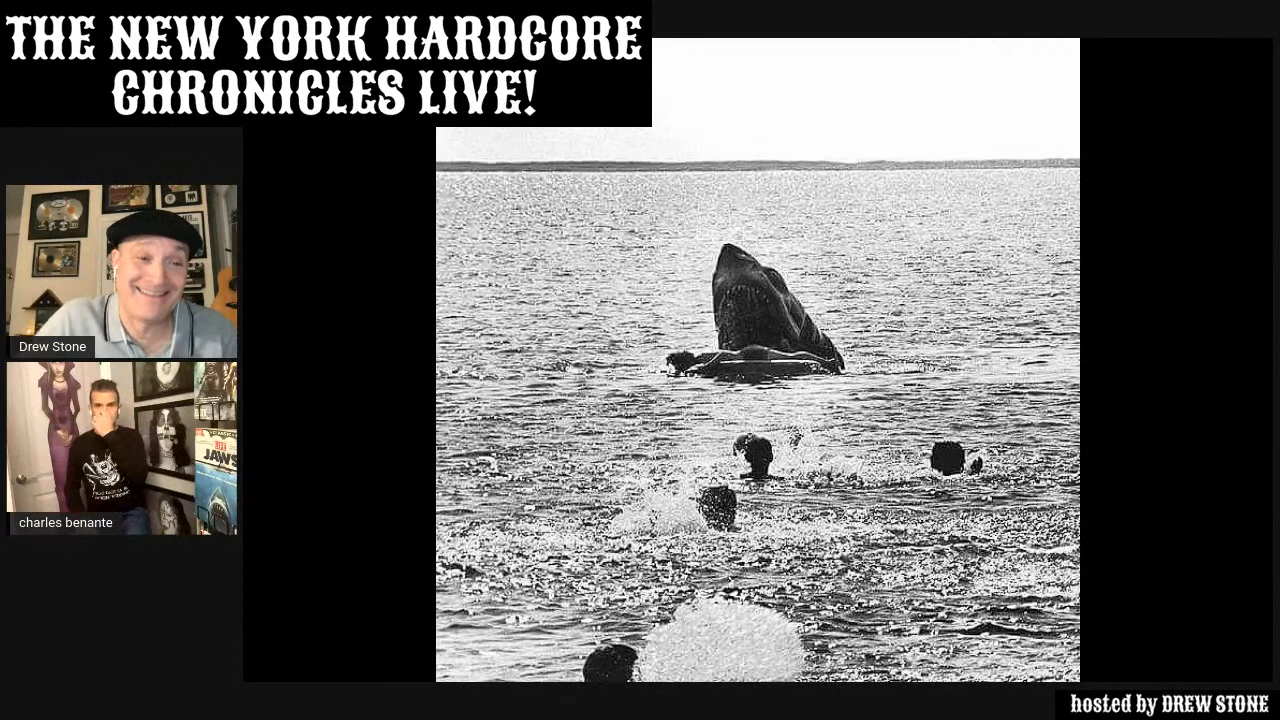 THE NEW YORK HARDCORE
CHRONICLES LIVE!
Drew Stone
JAWS
charles benante
hosted by DREW STONE